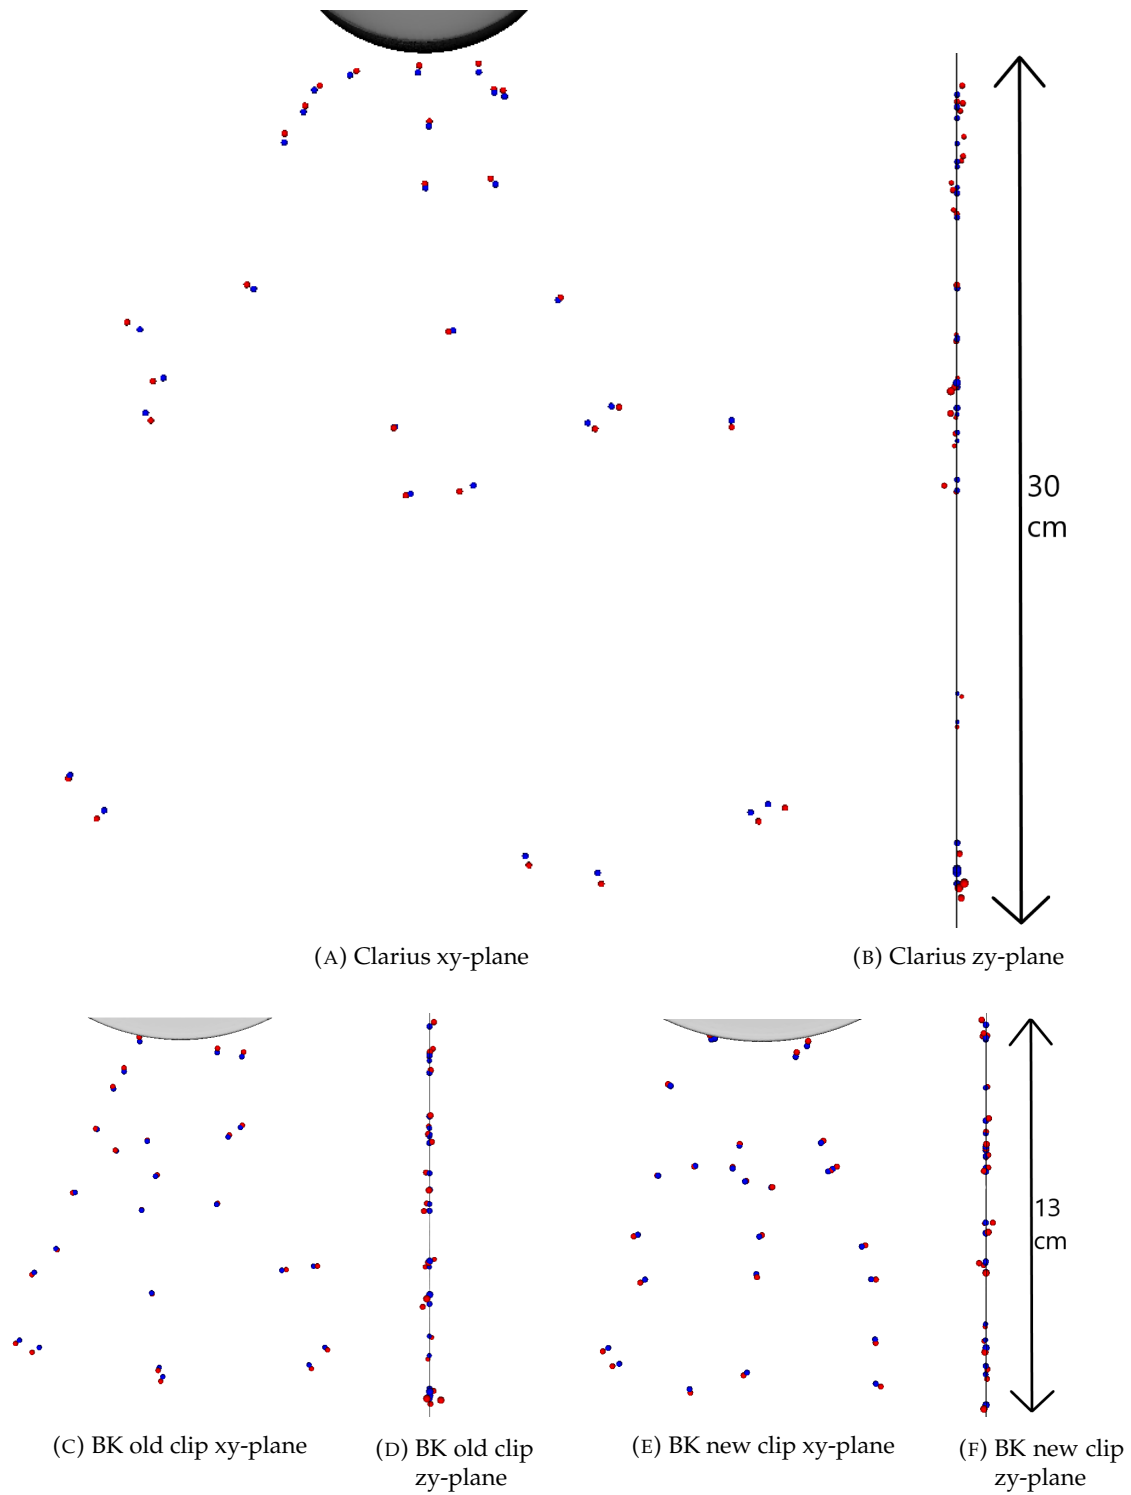 30
cm
(A) Clarius xy-plane
(B) Clarius zy-plane
13
cm
(C) BK old clip xy-plane
(D) BK old clip
zy-plane
(E) BK new clip xy-plane
(F) BK new clip
zy-plane